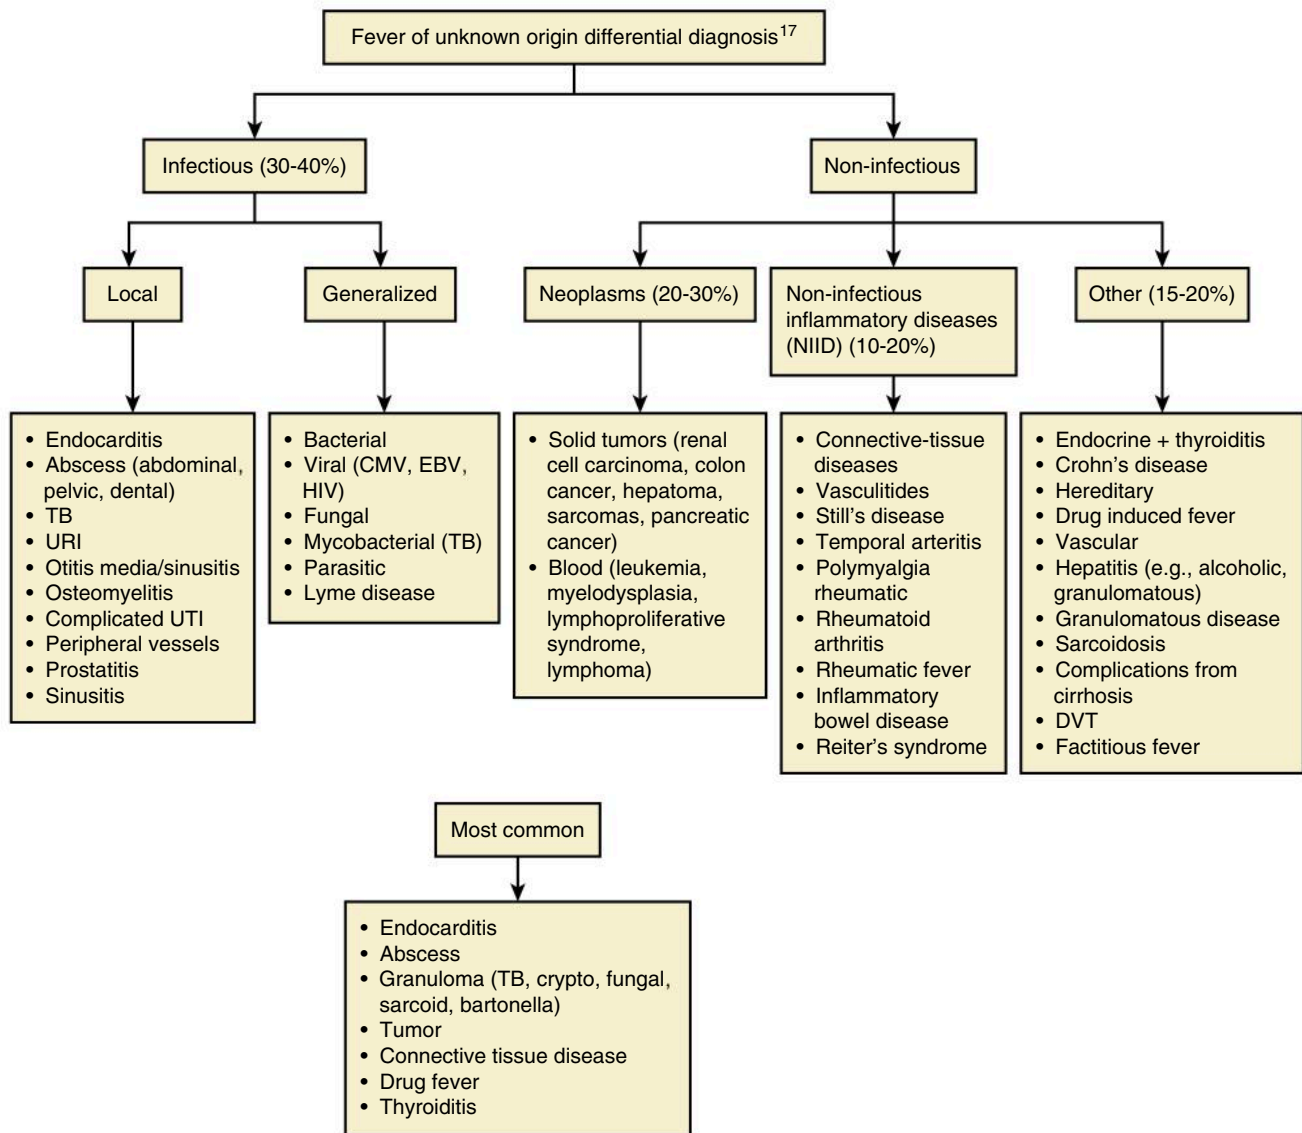 Fever of unknown origin differential diagnosis17
Infectious (30-40%)
Non-infectious
Local
Generalized
Neoplasms (20-30%)
Non-infectious
inflammatory diseases
(NIID) (10-20%)
Other (15-20%)
• Endocarditis
• Abscess (abdominal,
pelvic, dental)
• TB
• URI
• Otitis media/sinusitis
• Osteomyelitis
• Complicated UTI
• Peripheral vessels
• Prostatitis
• Sinusitis
• Bacterial
• Viral (CMV, EBV,
HIV)
• Fungal
• Mycobacterial (TB)
• Parasitic
• Lyme disease
• Solid tumors (renal
cell carcinoma, colon
cancer, hepatoma,
sarcomas, pancreatic
cancer)
• Blood (leukemia,
myelodysplasia,
lymphoproliferative
syndrome,
lymphoma)
• Connective-tissue
diseases
• Vasculitides
• Still's disease
• Temporal arteritis
• Polymyalgia
rheumatic
• Rheumatoid
arthritis
• Rheumatic fever
• Inflammatory
bowel disease
• Reiter's syndrome
• Endocrine + thyroiditis
• Crohn's disease
• Hereditary
• Drug induced fever
• Vascular
• Hepatitis (e.g., alcoholic,
granulomatous)
• Granulomatous disease
• Sarcoidosis
• Complications from
cirrhosis
• DVT
• Factitious fever
Most common
• Endocarditis
• Abscess
• Granuloma (TB, crypto, fungal,
sarcoid, bartonella)
• Tumor
• Connective tissue disease
• Drug fever
• Thyroiditis